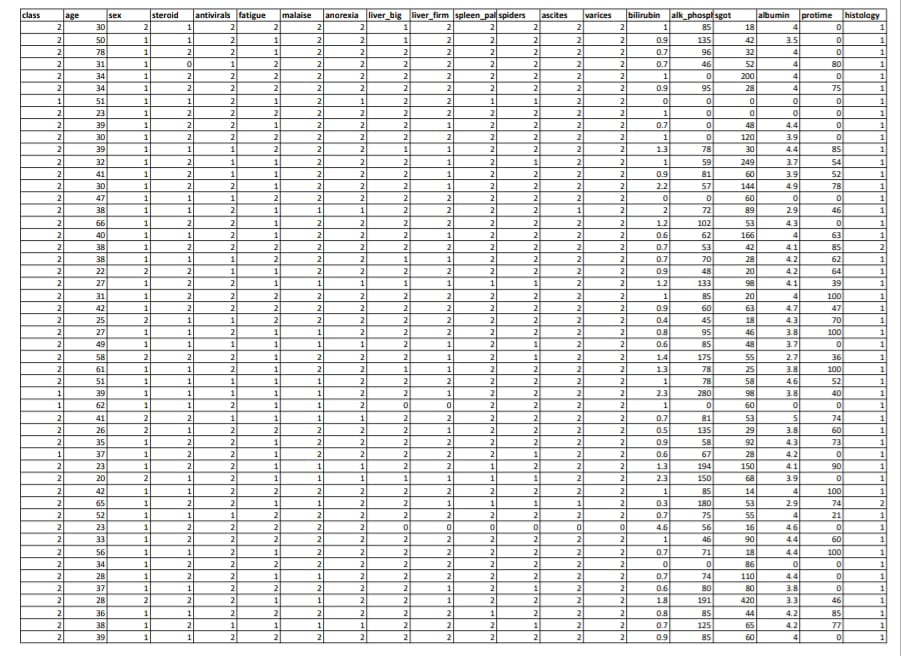 class age sex steroid antivirals fatigue malaise anorexia liver_big liver_firm spleen_pal spiders ascites varices bilirubin alk_phosph sgot albumin protime histology
2 30 2 1 2 2 2 2 1 2 2 2 2 2 1 85 18 4 0 1
2 50 1 1 2 1 2 2 1 2 2 2 2 2 0.9 135 42 3.5 0 1
2 78 1 2 2 1 2 2 2 2 2 2 2 2 0.7 96 32 4 0 1
2 31 1 0 1 2 2 2 2 2 2 2 2 2 0.7 46 52 4 80 1
2 34 1 2 2 2 2 2 2 2 2 2 2 2 1 0 200 4 0 1
2 34 1 2 2 2 2 2 2 2 2 2 2 2 0.9 95 28 4 75 1
1 51 1 1 2 1 2 1 2 2 1 1 2 2 0 0 0 0 0 1
2 23 1 2 2 2 2 2 2 2 2 2 2 2 1 0 0 0 0 1
2 39 1 2 2 1 2 2 2 1 2 2 2 2 0.7 0 48 4.4 0 1
2 30 1 2 2 2 2 2 2 2 2 2 2 2 1 0 120 3.9 0 1
2 39 1 1 1 2 2 2 1 1 2 2 2 2 1.3 78 30 4.4 85 1
2 32 1 2 1 1 2 2 2 1 2 1 2 2 1 59 249 3.7 54 1
2 41 1 2 1 1 2 2 2 1 2 2 2 2 0.9 81 60 3.9 52 1
2 30 1 2 2 1 2 2 2 1 2 2 2 2 2.2 57 144 4.9 78 1
2 47 1 1 1 2 2 2 2 2 2 2 2 2 0 0 60 0 0 1
2 38 1 1 2 1 1 1 2 2 2 2 1 2 2 72 89 2.9 46 1
2 66 1 2 2 1 2 2 2 2 2 2 2 2 1.2 102 53 4.3 0 1
2 40 1 1 2 1 2 2 2 1 2 2 2 2 0.6 62 166 4 63 1
2 38 1 2 2 2 2 2 2 2 2 2 2 2 0.7 53 42 4.1 85 2
2 38 1 1 1 2 2 2 1 1 2 2 2 2 0.7 70 28 4.2 62 1
2 22 2 2 1 1 2 2 2 2 2 2 2 2 0.9 48 20 4.2 64 1
2 27 1 2 2 1 1 1 1 1 1 1 2 2 1.2 133 98 4.1 39 1
2 31 1 2 2 2 2 2 2 2 2 2 2 2 1 85 20 4 100 1
2 42 1 2 2 2 2 2 2 2 2 2 2 2 0.9 60 63 4.7 47 1
2 25 2 1 1 2 2 2 2 2 2 2 2 2 0.4 45 18 4.3 70 1
2 27 1 1 2 1 1 2 2 2 2 1 2 2 0.8 95 46 3.8 100 1
2 49 1 1 1 1 1 2 2 1 2 1 2 2 0.6 85 48 3.7 0 1
2 58 2 2 2 1 2 2 2 1 2 1 2 2 1.4 175 55 2.7 36 1
2 61 1 1 2 1 2 2 1 1 2 2 2 2 1.3 78 25 3.8 100 1
2 51 1 1 1 1 1 2 2 2 2 2 2 2 1 78 58 4.6 52 1
1 39 1 1 1 1 1 2 2 1 2 2 2 2 2.3 280 98 3.8 40 1
1 62 1 1 2 1 1 2 0 0 2 2 2 2 1 0 60 0 0 1
2 41 2 2 1 1 1 1 2 2 2 2 2 2 0.7 81 53 5 74 1
2 26 2 1 2 2 2 2 2 1 2 2 2 2 0.5 135 29 3.8 60 1
2 35 1 2 2 1 2 2 2 2 2 2 2 2 0.9 58 92 4.3 73 1
1 37 1 2 2 1 2 2 2 2 2 1 2 2 0.6 67 28 4.2 0 1
2 23 1 2 2 1 1 1 2 2 1 2 2 2 1.3 194 150 4.1 90 1
2 20 2 1 2 1 1 1 1 1 1 1 2 2 2.3 150 68 3.9 0 1
2 42 1 1 2 2 2 2 2 2 2 2 2 2 1 85 14 4 100 1
2 65 1 2 2 1 1 2 2 1 1 1 1 2 0.3 180 53 2.9 74 2
2 52 1 1 1 2 2 2 2 2 2 2 2 2 0.7 75 55 4 21 1
2 23 1 2 2 2 2 2 0 0 0 0 0 0 4.6 56 16 4.6 0 1
2 33 1 2 2 2 2 2 2 2 2 2 2 2 1 46 90 4.4 60 1
2 56 1 1 2 1 2 2 2 2 2 2 2 2 0.7 71 18 4.4 100 1
2 34 1 2 2 2 2 2 2 2 2 2 2 2 0 0 86 0 0 1
2 28 1 2 2 1 1 2 2 2 2 2 2 2 0.7 74 110 4.4 0 1
2 37 1 1 2 2 2 2 2 1 2 1 2 2 0.6 80 80 3.8 0 1
2 28 2 2 2 1 1 2 2 1 2 2 2 2 1.8 191 420 3.3 46 1
2 36 1 1 2 2 2 2 2 2 1 2 2 2 0.8 85 44 4.2 85 1
2 38 1 2 1 1 1 1 2 2 2 1 2 2 0.7 125 65 4.2 77 1
2 39 1 1 2 2 2 2 2 2 2 2 2 2 0.9 85 60 4 0 1